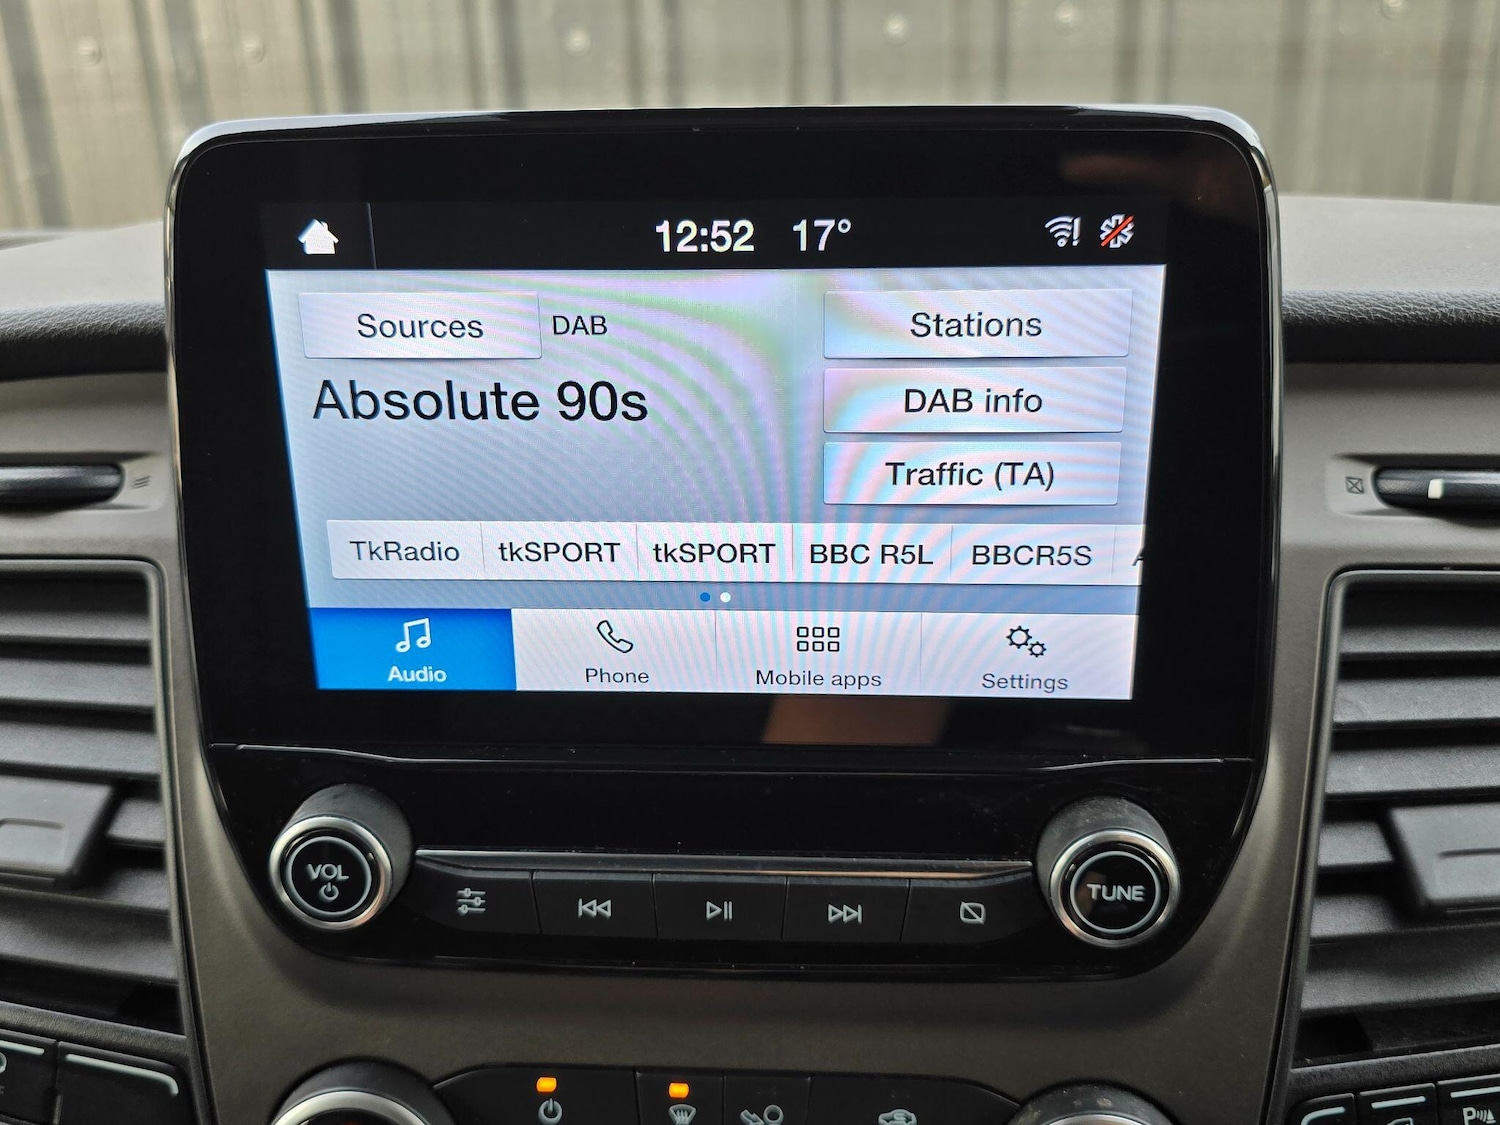 12:52 17°
Sources DAB Stations
Absolute 90s DAB info
Traffic (TA)
TkRadio tkSPORT tkSPORT BBC R5L BBCR5S
Audio Phone Mobile apps Settings
VOL TUNE